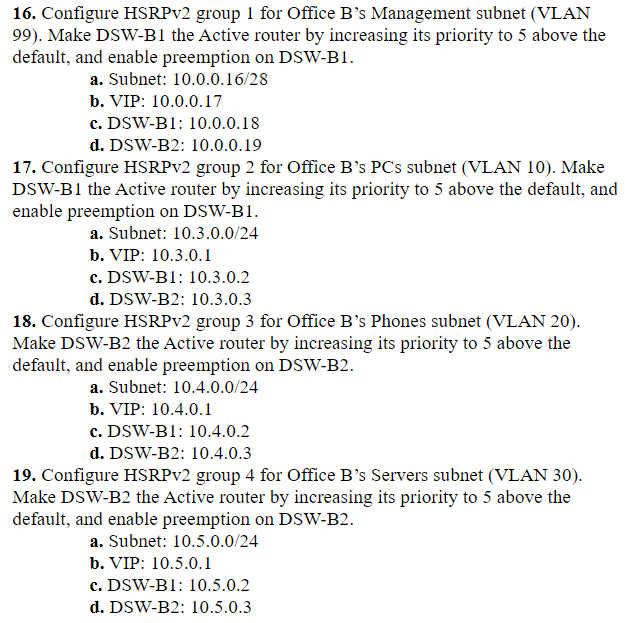 16. Configure HSRPv2 group 1 for Office B’s Management subnet (VLAN
99). Make DSW-B1 the Active router by increasing its priority to 5 above the
default, and enable preemption on DSW-B1.
a. Subnet: 10.0.0.16/28
b. VIP: 10.0.0.17
c. DSW-B1: 10.0.0.18
d. DSW-B2: 10.0.0.19
17. Configure HSRPv2 group 2 for Office B’s PCs subnet (VLAN 10). Make
DSW-B1 the Active router by increasing its priority to 5 above the default, and
enable preemption on DSW-B1.
a. Subnet: 10.3.0.0/24
b. VIP: 10.3.0.1
c. DSW-B1: 10.3.0.2
d. DSW-B2: 10.3.0.3
18. Configure HSRPv2 group 3 for Office B’s Phones subnet (VLAN 20).
Make DSW-B2 the Active router by increasing its priority to 5 above the
default, and enable preemption on DSW-B2.
a. Subnet: 10.4.0.0/24
b. VIP: 10.4.0.1
c. DSW-B1: 10.4.0.2
d. DSW-B2: 10.4.0.3
19. Configure HSRPv2 group 4 for Office B’s Servers subnet (VLAN 30).
Make DSW-B2 the Active router by increasing its priority to 5 above the
default, and enable preemption on DSW-B2.
a. Subnet: 10.5.0.0/24
b. VIP: 10.5.0.1
c. DSW-B1: 10.5.0.2
d. DSW-B2: 10.5.0.3